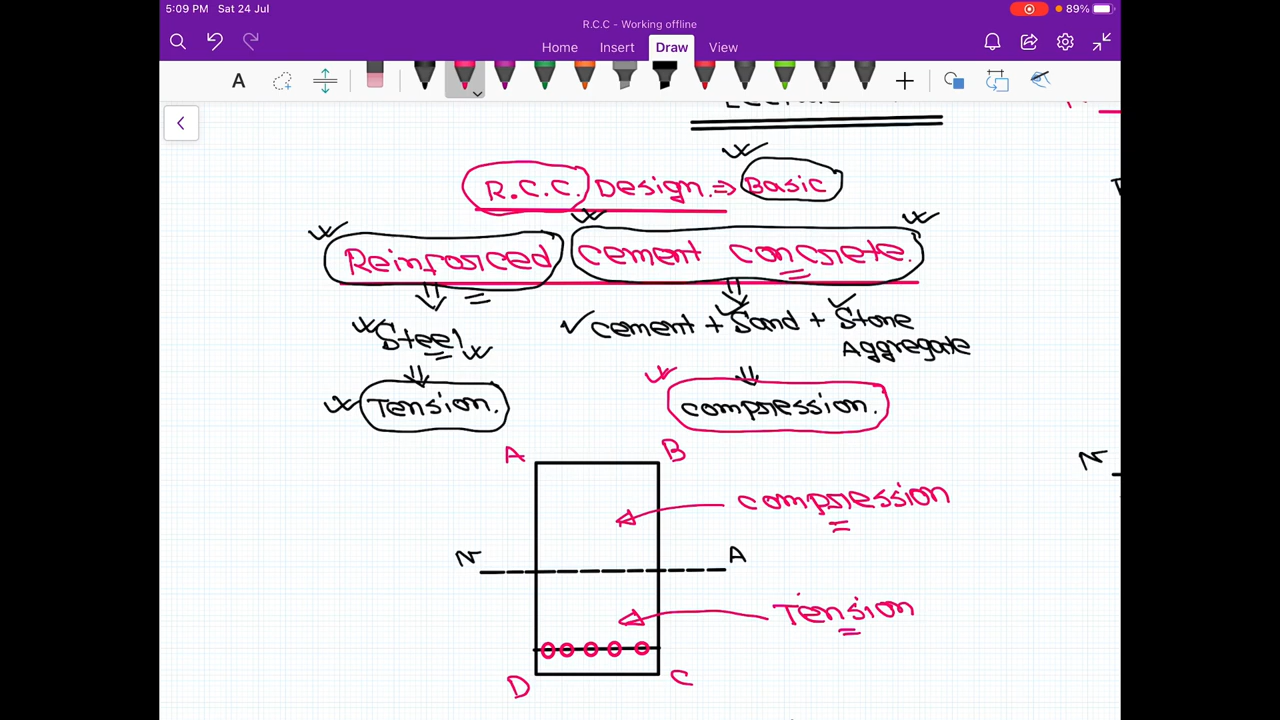 5:09 PM Sat 24 Jul
89%
R.C.C - Working offline
Home Insert Draw View
A
R.C.C. Design ⇒ Basic
Reinforced cement concrete.
Steel
cement + Sand + Stone Aggregate
Tension.
compression.
A
B
compression
N
A
Tension
D
C
N